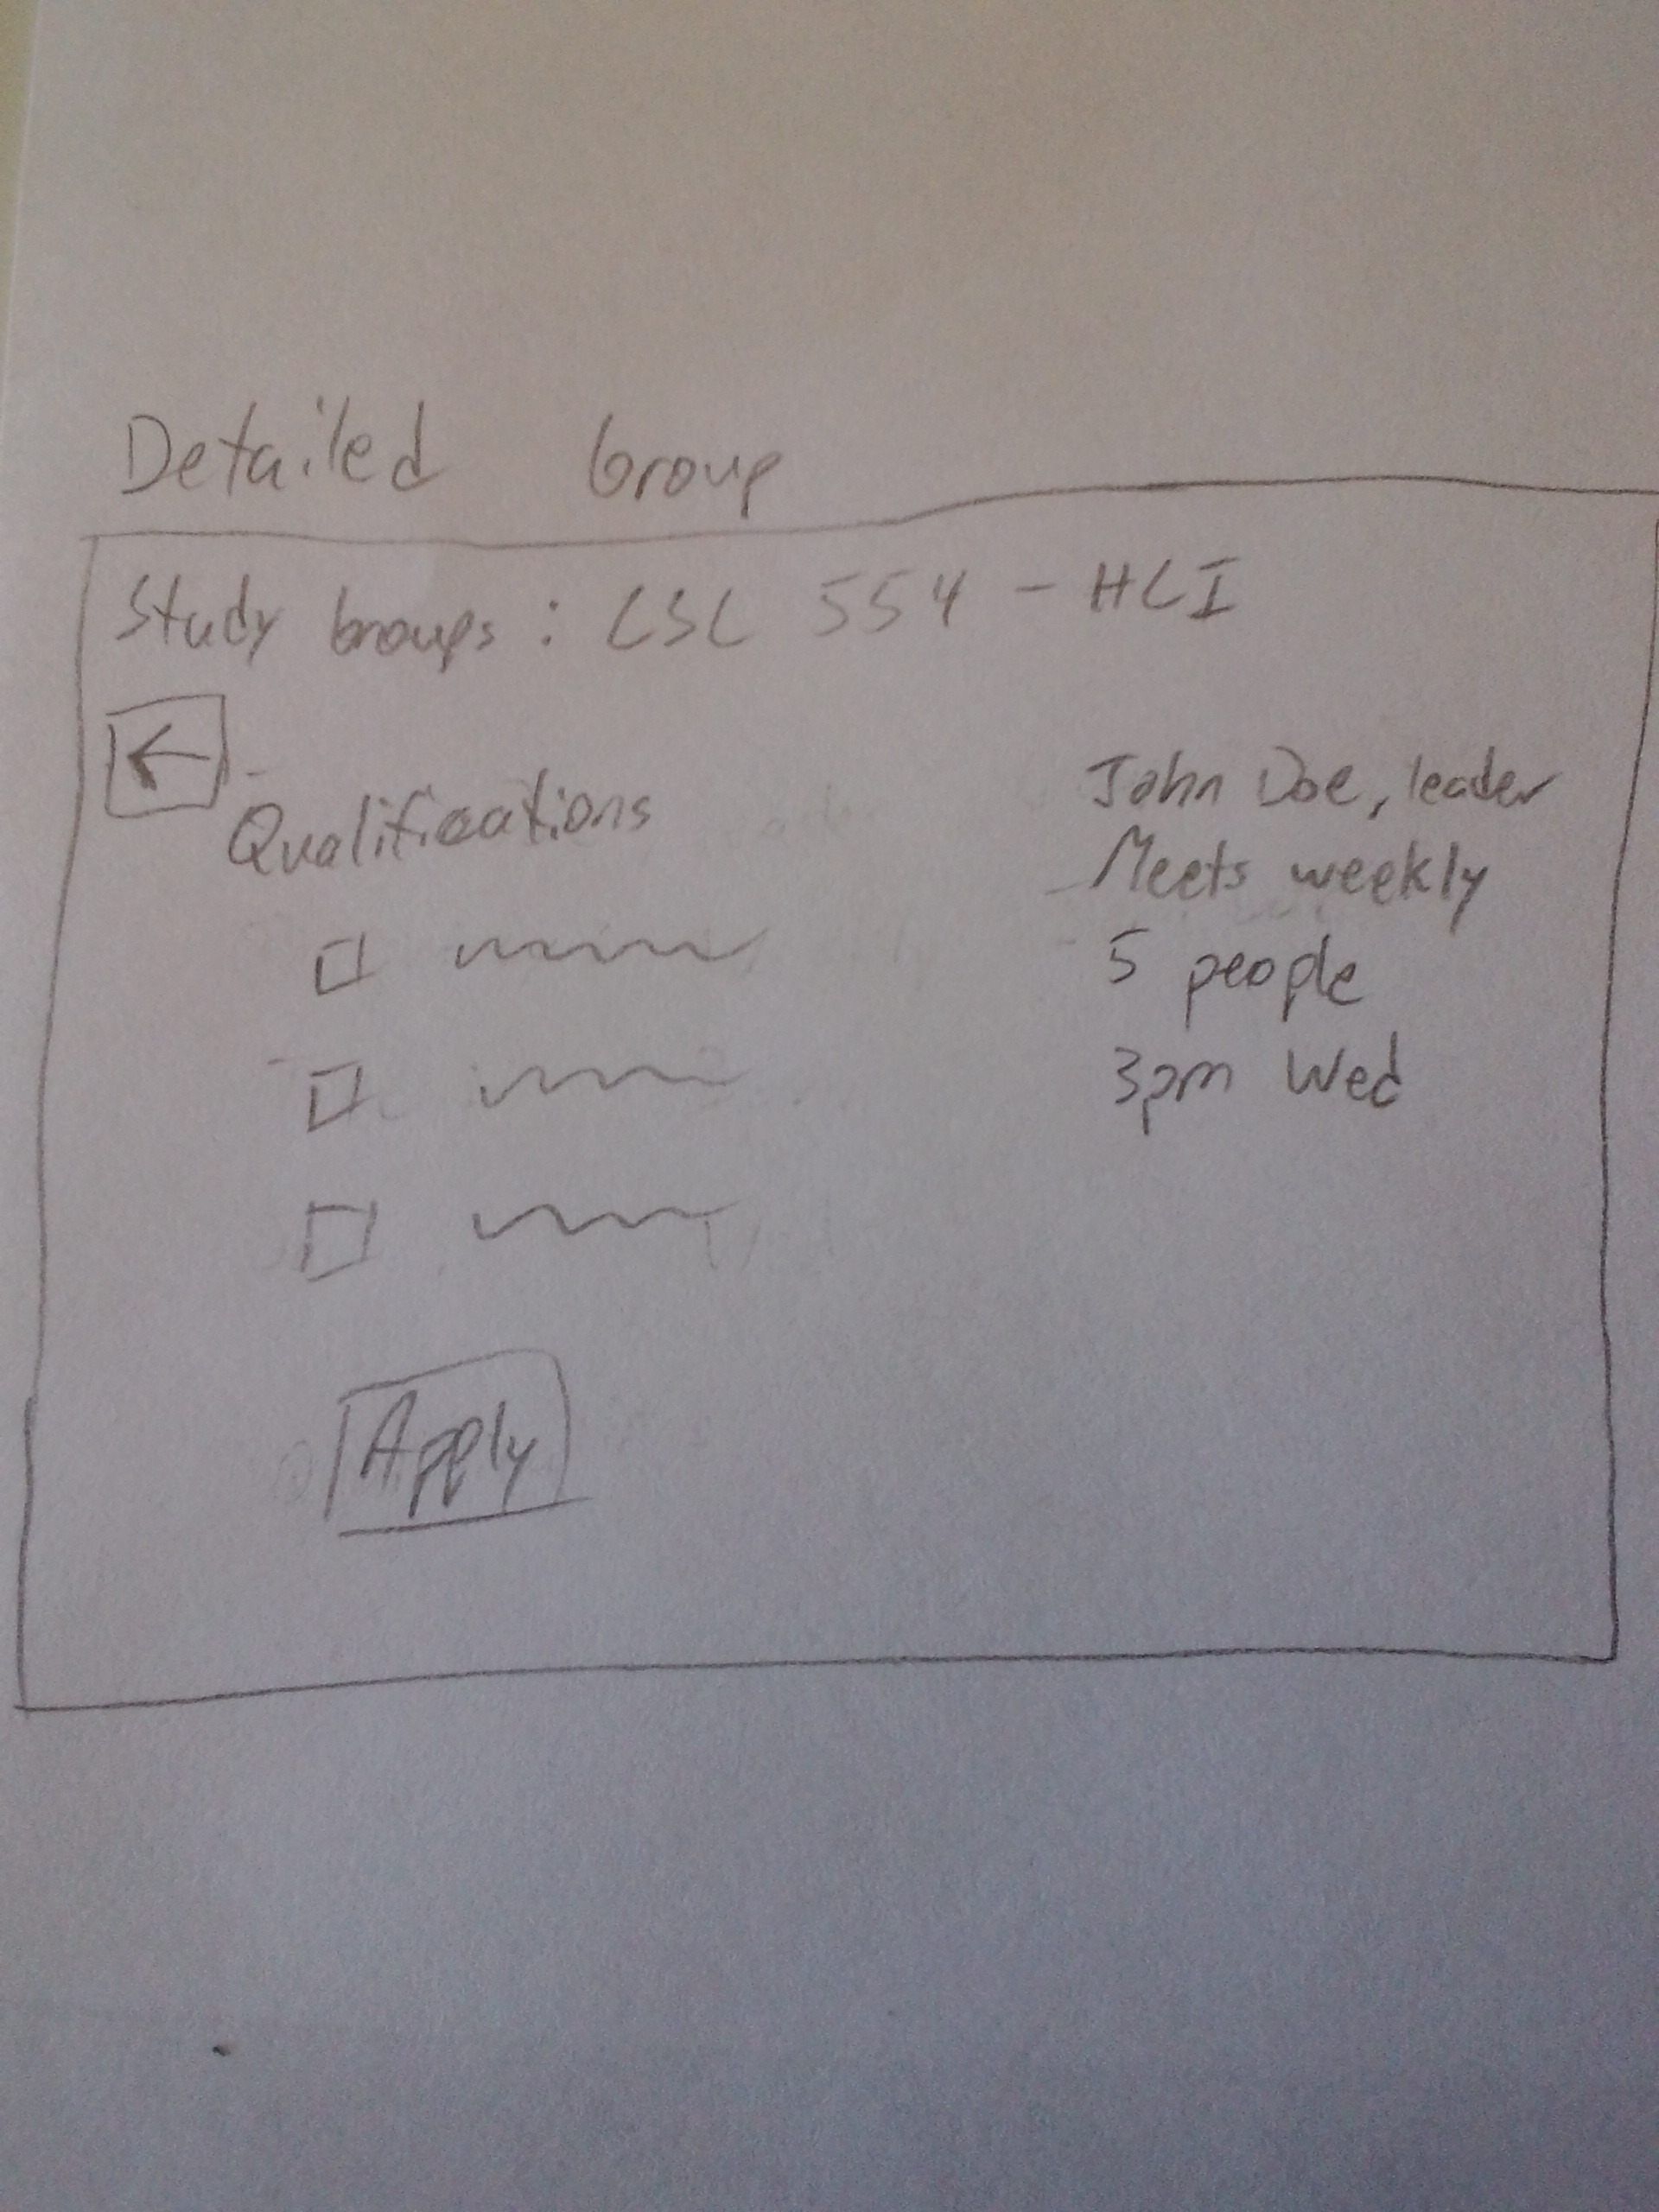 Detailed Group
Study Groups : CSC 554 - HCI
Qualifications
John Doe, leader
Meets weekly
5 people
3pm Wed
Apply